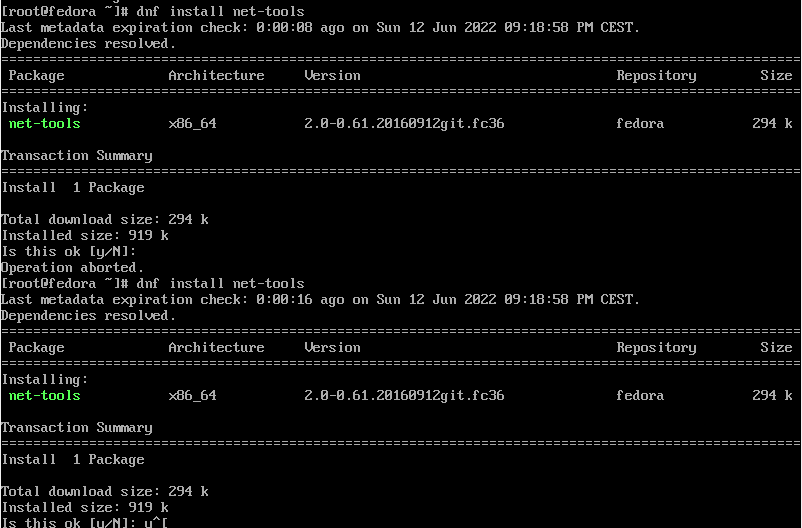 [root@fedora ~]# dnf install net-tools
Last metadata expiration check: 0:00:08 ago on Sun 12 Jun 2022 09:18:58 PM CEST.
Dependencies resolved.
================================================================================
Package Architecture Version Repository Size
================================================================================
Installing:
net-tools x86_64 2.0-0.61.20160912git.fc36 fedora 294 k

Transaction Summary
================================================================================
Install 1 Package

Total download size: 294 k
Installed size: 919 k
Is this ok [y/N]:
Operation aborted.
[root@fedora ~]# dnf install net-tools
Last metadata expiration check: 0:00:16 ago on Sun 12 Jun 2022 09:18:58 PM CEST.
Dependencies resolved.
================================================================================
Package Architecture Version Repository Size
================================================================================
Installing:
net-tools x86_64 2.0-0.61.20160912git.fc36 fedora 294 k

Transaction Summary
================================================================================
Install 1 Package

Total download size: 294 k
Installed size: 919 k
Is this ok [y/N]: y^[